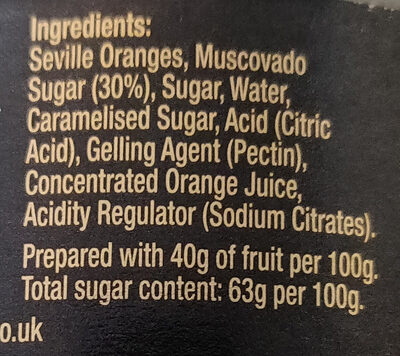 Ingredients:
Seville Oranges, Muscovado
Sugar (30%), Sugar, Water,
Caramelised Sugar, Acid (Citric
Acid), Gelling Agent (Pectin),
Concentrated Orange Juice,
Acidity Regulator (Sodium Citrates).
Prepared with 40g of fruit per 100g.
Total sugar content: 63g per 100g.
o.uk